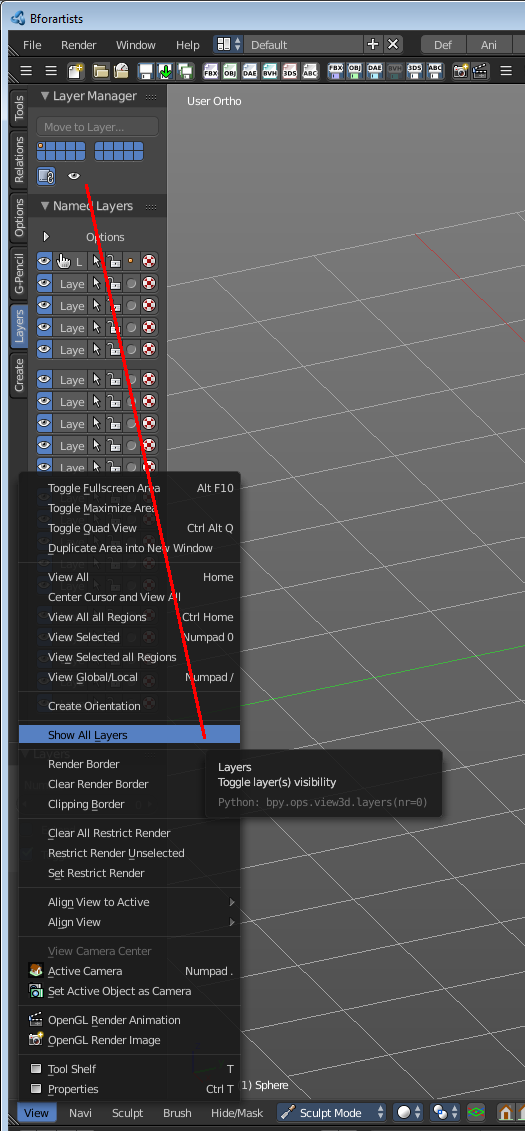 Bforartists
File Render Window Help Default Def Ani
FBX OBJ DAE BVH 3DS ABC FBX OBJ DAE BVH 3DS ABC
Tools
Relations
Options
G-Pencil
Layers
Create
Layer Manager
Move to Layer...
Named Layers
Options
L
Laye
Laye
Laye
Laye
Laye
Laye
Laye
Laye
Laye
User Ortho
Toggle Fullscreen Area Alt F10
Toggle Maximize Area
Toggle Quad View Ctrl Alt Q
Duplicate Area into New Window
View All Home
Center Cursor and View All
View All all Regions Ctrl Home
View Selected Numpad 0
View Selected all Regions
View Global/Local Numpad /
Create Orientation
Show All Layers
Layers
Toggle layer(s) visibility
Python: bpy.ops.view3d.layers(nr=0)
Render Border
Clear Render Border
Clipping Border
Clear All Restrict Render
Restrict Render Unselected
Set Restrict Render
Align View to Active
Align View
View Camera Center
Active Camera Numpad .
Set Active Object as Camera
OpenGL Render Animation
OpenGL Render Image
Tool Shelf T
Properties Ctrl T
1) Sphere
View Navi Sculpt Brush Hide/Mask Sculpt Mode